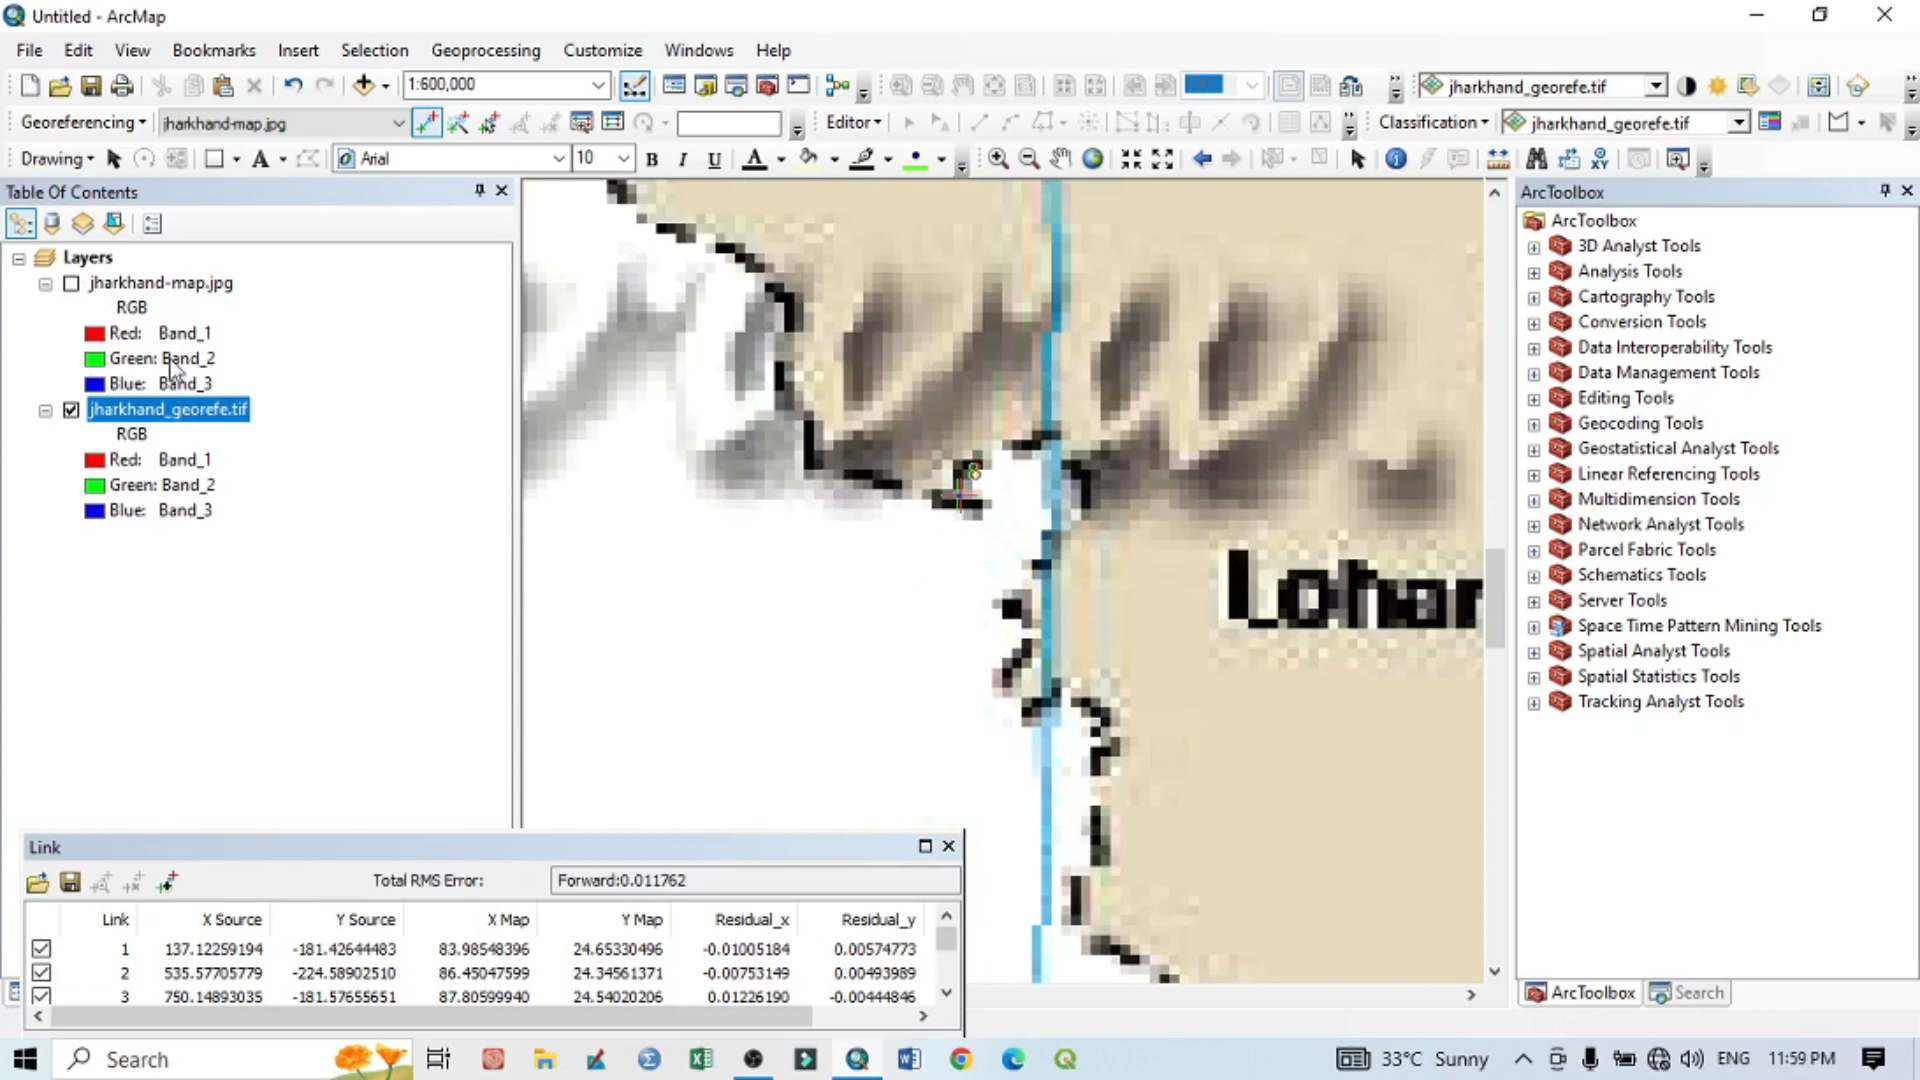 Untitled - ArcMap
File Edit View Bookmarks Insert Selection Geoprocessing Customize Windows Help
1:600,000 jharkhand_georefe.tif
Georeferencing jharkhand-map.jpg Editor Classification jharkhand_georefe.tif
Drawing A Arial 10 B I U A
Table Of Contents
ArcToolbox
Layers
jharkhand-map.jpg
RGB
Red: Band_1
Green: Band_2
Blue: Band_3
jharkhand_georefe.tif
RGB
Red: Band_1
Green: Band_2
Blue: Band_3
8
Lohar
ArcToolbox
3D Analyst Tools
Analysis Tools
Cartography Tools
Conversion Tools
Data Interoperability Tools
Data Management Tools
Editing Tools
Geocoding Tools
Geostatistical Analyst Tools
Linear Referencing Tools
Multidimension Tools
Network Analyst Tools
Parcel Fabric Tools
Schematics Tools
Server Tools
Space Time Pattern Mining Tools
Spatial Analyst Tools
Spatial Statistics Tools
Tracking Analyst Tools
ArcToolbox Search
Link
Total RMS Error: Forward:0.011762
Link X Source Y Source X Map Y Map Residual_x Residual_y
1 137.12259194 -181.42644483 83.98548396 24.65330496 -0.01005184 0.00574773
2 535.57705779 -224.58902510 86.45047599 24.34561371 -0.00753149 0.00493989
3 750.14893035 -181.57655651 87.80599940 24.54020206 0.01226190 -0.00444846
Search 33°C Sunny ENG 11:59 PM